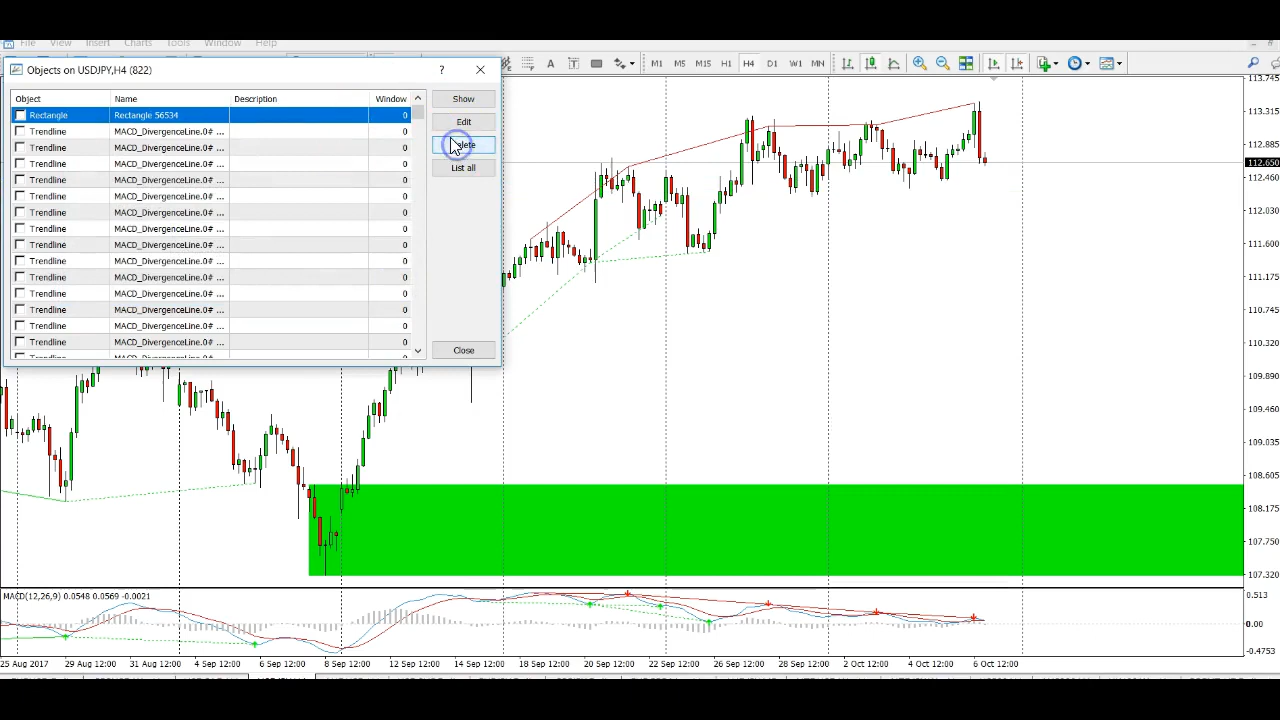 File View Insert Charts Tools Window Help
Objects on USDJPY,H4 (822)
A T M1 M5 M15 H1 H4 D1 W1 MN
Object Name Description Window
Rectangle Rectangle 56534 0
Trendline MACD_DivergenceLine.0# ... 0
Trendline MACD_DivergenceLine.0# ... 0
Trendline MACD_DivergenceLine.0# ... 0
Trendline MACD_DivergenceLine.0# ... 0
Trendline MACD_DivergenceLine.0# ... 0
Trendline MACD_DivergenceLine.0# ... 0
Trendline MACD_DivergenceLine.0# ... 0
Trendline MACD_DivergenceLine.0# ... 0
Trendline MACD_DivergenceLine.0# ... 0
Trendline MACD_DivergenceLine.0# ... 0
Trendline MACD_DivergenceLine.0# ... 0
Trendline MACD_DivergenceLine.0# ... 0
Trendline MACD_DivergenceLine.0# ... 0
Trendline MACD_DivergenceLine.0# ... 0
Show
Edit
List all
Close
113.745
113.315
112.885
112.650
112.460
112.030
111.600
111.175
110.745
110.320
109.890
109.460
109.035
108.605
108.175
107.750
107.320
MACD(12,26,9) 0.0548 0.0569 -0.0021
0.513
0.00
-0.4753
25 Aug 2017 29 Aug 12:00 31 Aug 12:00 4 Sep 12:00 6 Sep 12:00 8 Sep 12:00 12 Sep 12:00 14 Sep 12:00 18 Sep 12:00 20 Sep 12:00 22 Sep 12:00 26 Sep 12:00 28 Sep 12:00 2 Oct 12:00 4 Oct 12:00 6 Oct 12:00